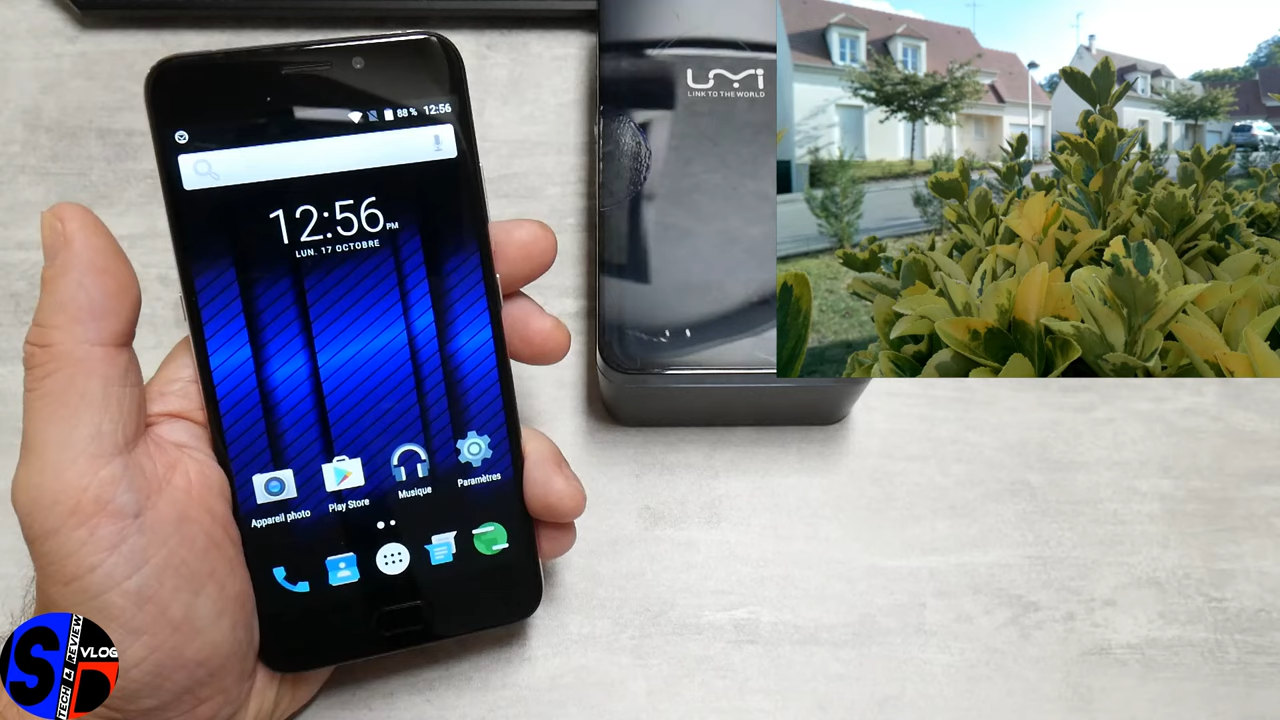 88 % 12:56
12:56 PM
LUN. 17 OCTOBRE
Appareil photo
Play Store
Musique
Paramètres
UMi
LINK TO THE WORLD
SD
TECH & REVIEW
VLOG